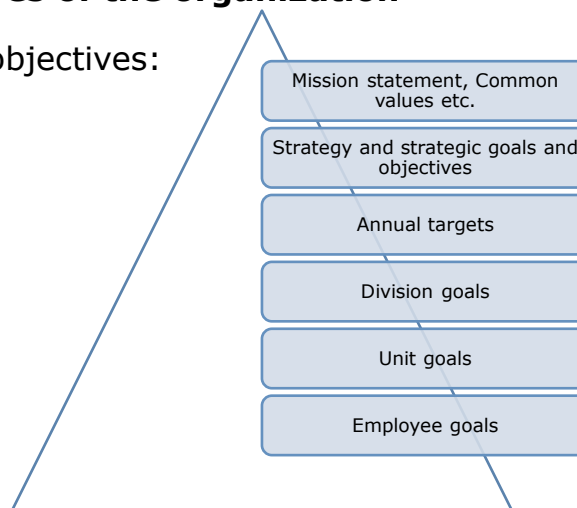 of the organization
objectives:
Mission statement, Common
values etc.
Strategy and strategic goals and
objectives
Annual targets
Division goals
Unit goals
Employee goals